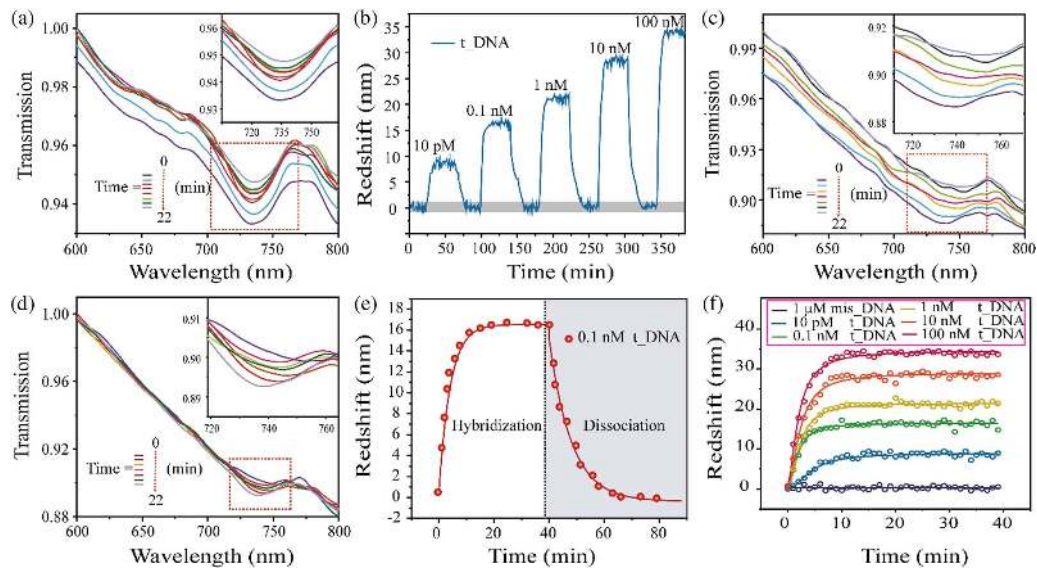 (a)
1.00
0.98
0.96
0.94
Transmission
600
650
700
750
800
Wavelength (nm)
0.96
0.95
0.94
0.93
720
735
750
Time =
0
(min)
22
(b)
35
30
25
20
15
10
5
0
Redshift (nm)
0
50
100
150
200
250
300
350
Time (min)
t_DNA
10 pM
0.1 nM
1 nM
10 nM
100 nM
(c)
0.99
0.96
0.93
0.90
Transmission
600
650
700
750
800
Wavelength (nm)
0.92
0.90
0.88
720
740
760
Time =
0
(min)
22
(d)
1.00
0.96
0.92
0.88
Transmission
600
650
700
750
800
Wavelength (nm)
0.91
0.90
0.89
720
740
760
Time =
0
(min)
22
(e)
18
16
14
12
10
8
6
4
2
0
-2
Redshift (nm)
0
20
40
60
80
Time (min)
0.1 nM t_DNA
Hybridization
Dissociation
(f)
40
30
20
10
0
Redshift (nm)
0
10
20
30
40
Time (min)
1 μM mis_DNA
1 nM t_DNA
10 pM t_DNA
10 nM t_DNA
0.1 nM t_DNA
100 nM t_DNA